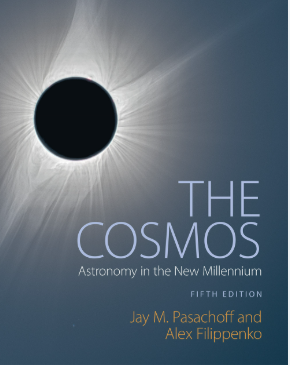 THE
COSMOS
Astronomy in the New Millennium
FIFTH EDITION
Jay M. Pasachoff and
Alex Filippenko